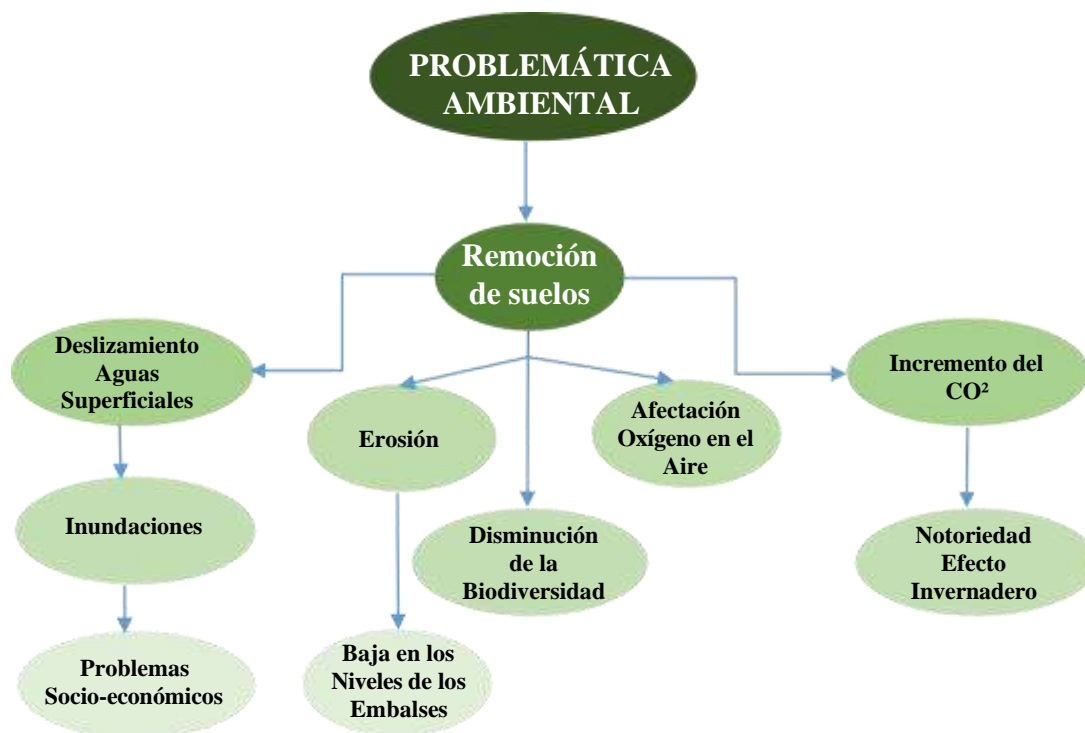 PROBLEMÁTICA
AMBIENTAL
Remoción
de suelos
Deslizamiento
Aguas
Superficiales
Incremento del
CO²
Erosión
Afectación
Oxígeno en el
Aire
Inundaciones
Disminución
de la
Biodiversidad
Notoriedad
Efecto
Invernadero
Problemas
Socio-económicos
Baja en los
Niveles de los
Embalses